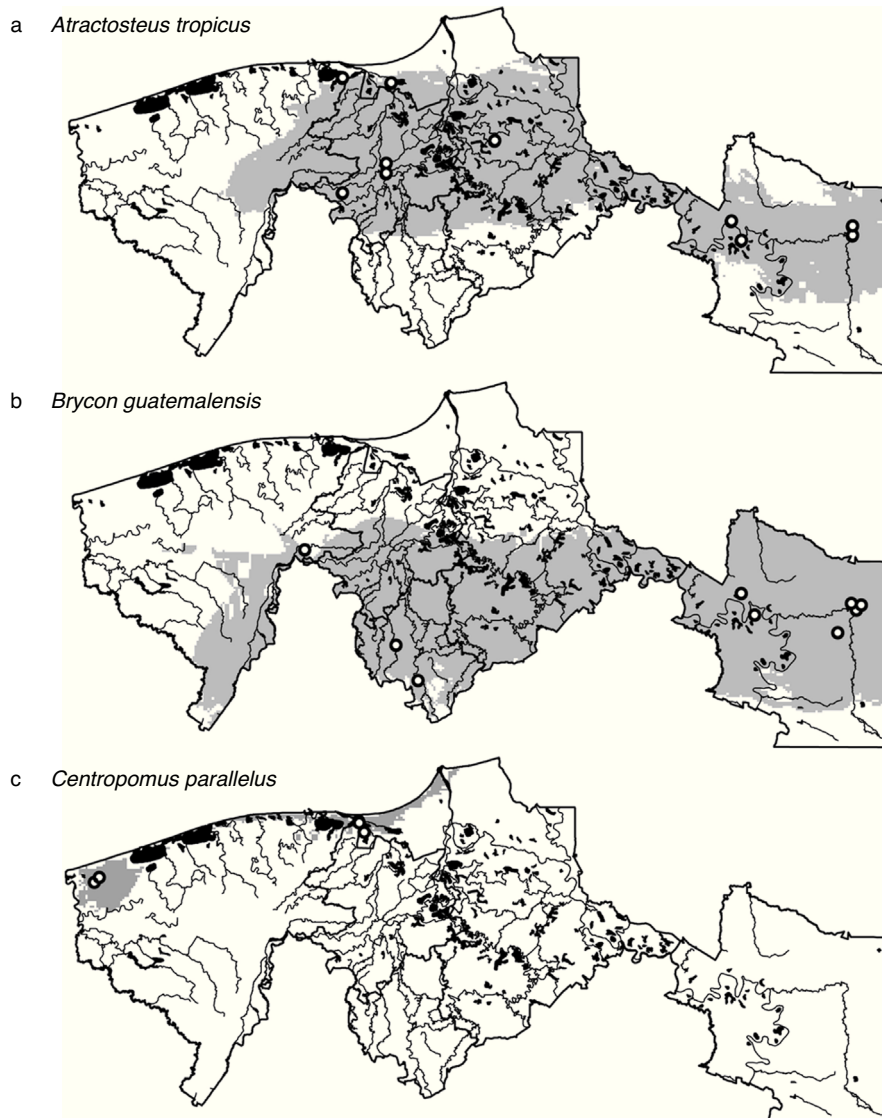 a Atractosteus tropicus
b Brycon guatemalensis
c Centropomus parallelus